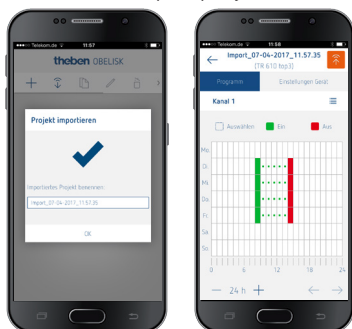 Telekom.de 11:57
theben OBELISK
Projekt importieren
Importiertes Projekt benennen:
Import_07-04-2017_11.57.35
OK
Telekom.de 11:58
Import_07-04-2017_11.57.35
[TR 610 top3]
Programm Einstellungen Gerät
Kanal 1
Auswählen Ein Aus
Mo.
Di.
Mi.
Do.
Fr.
Sa.
So.
0 6 12 18 24
24 h